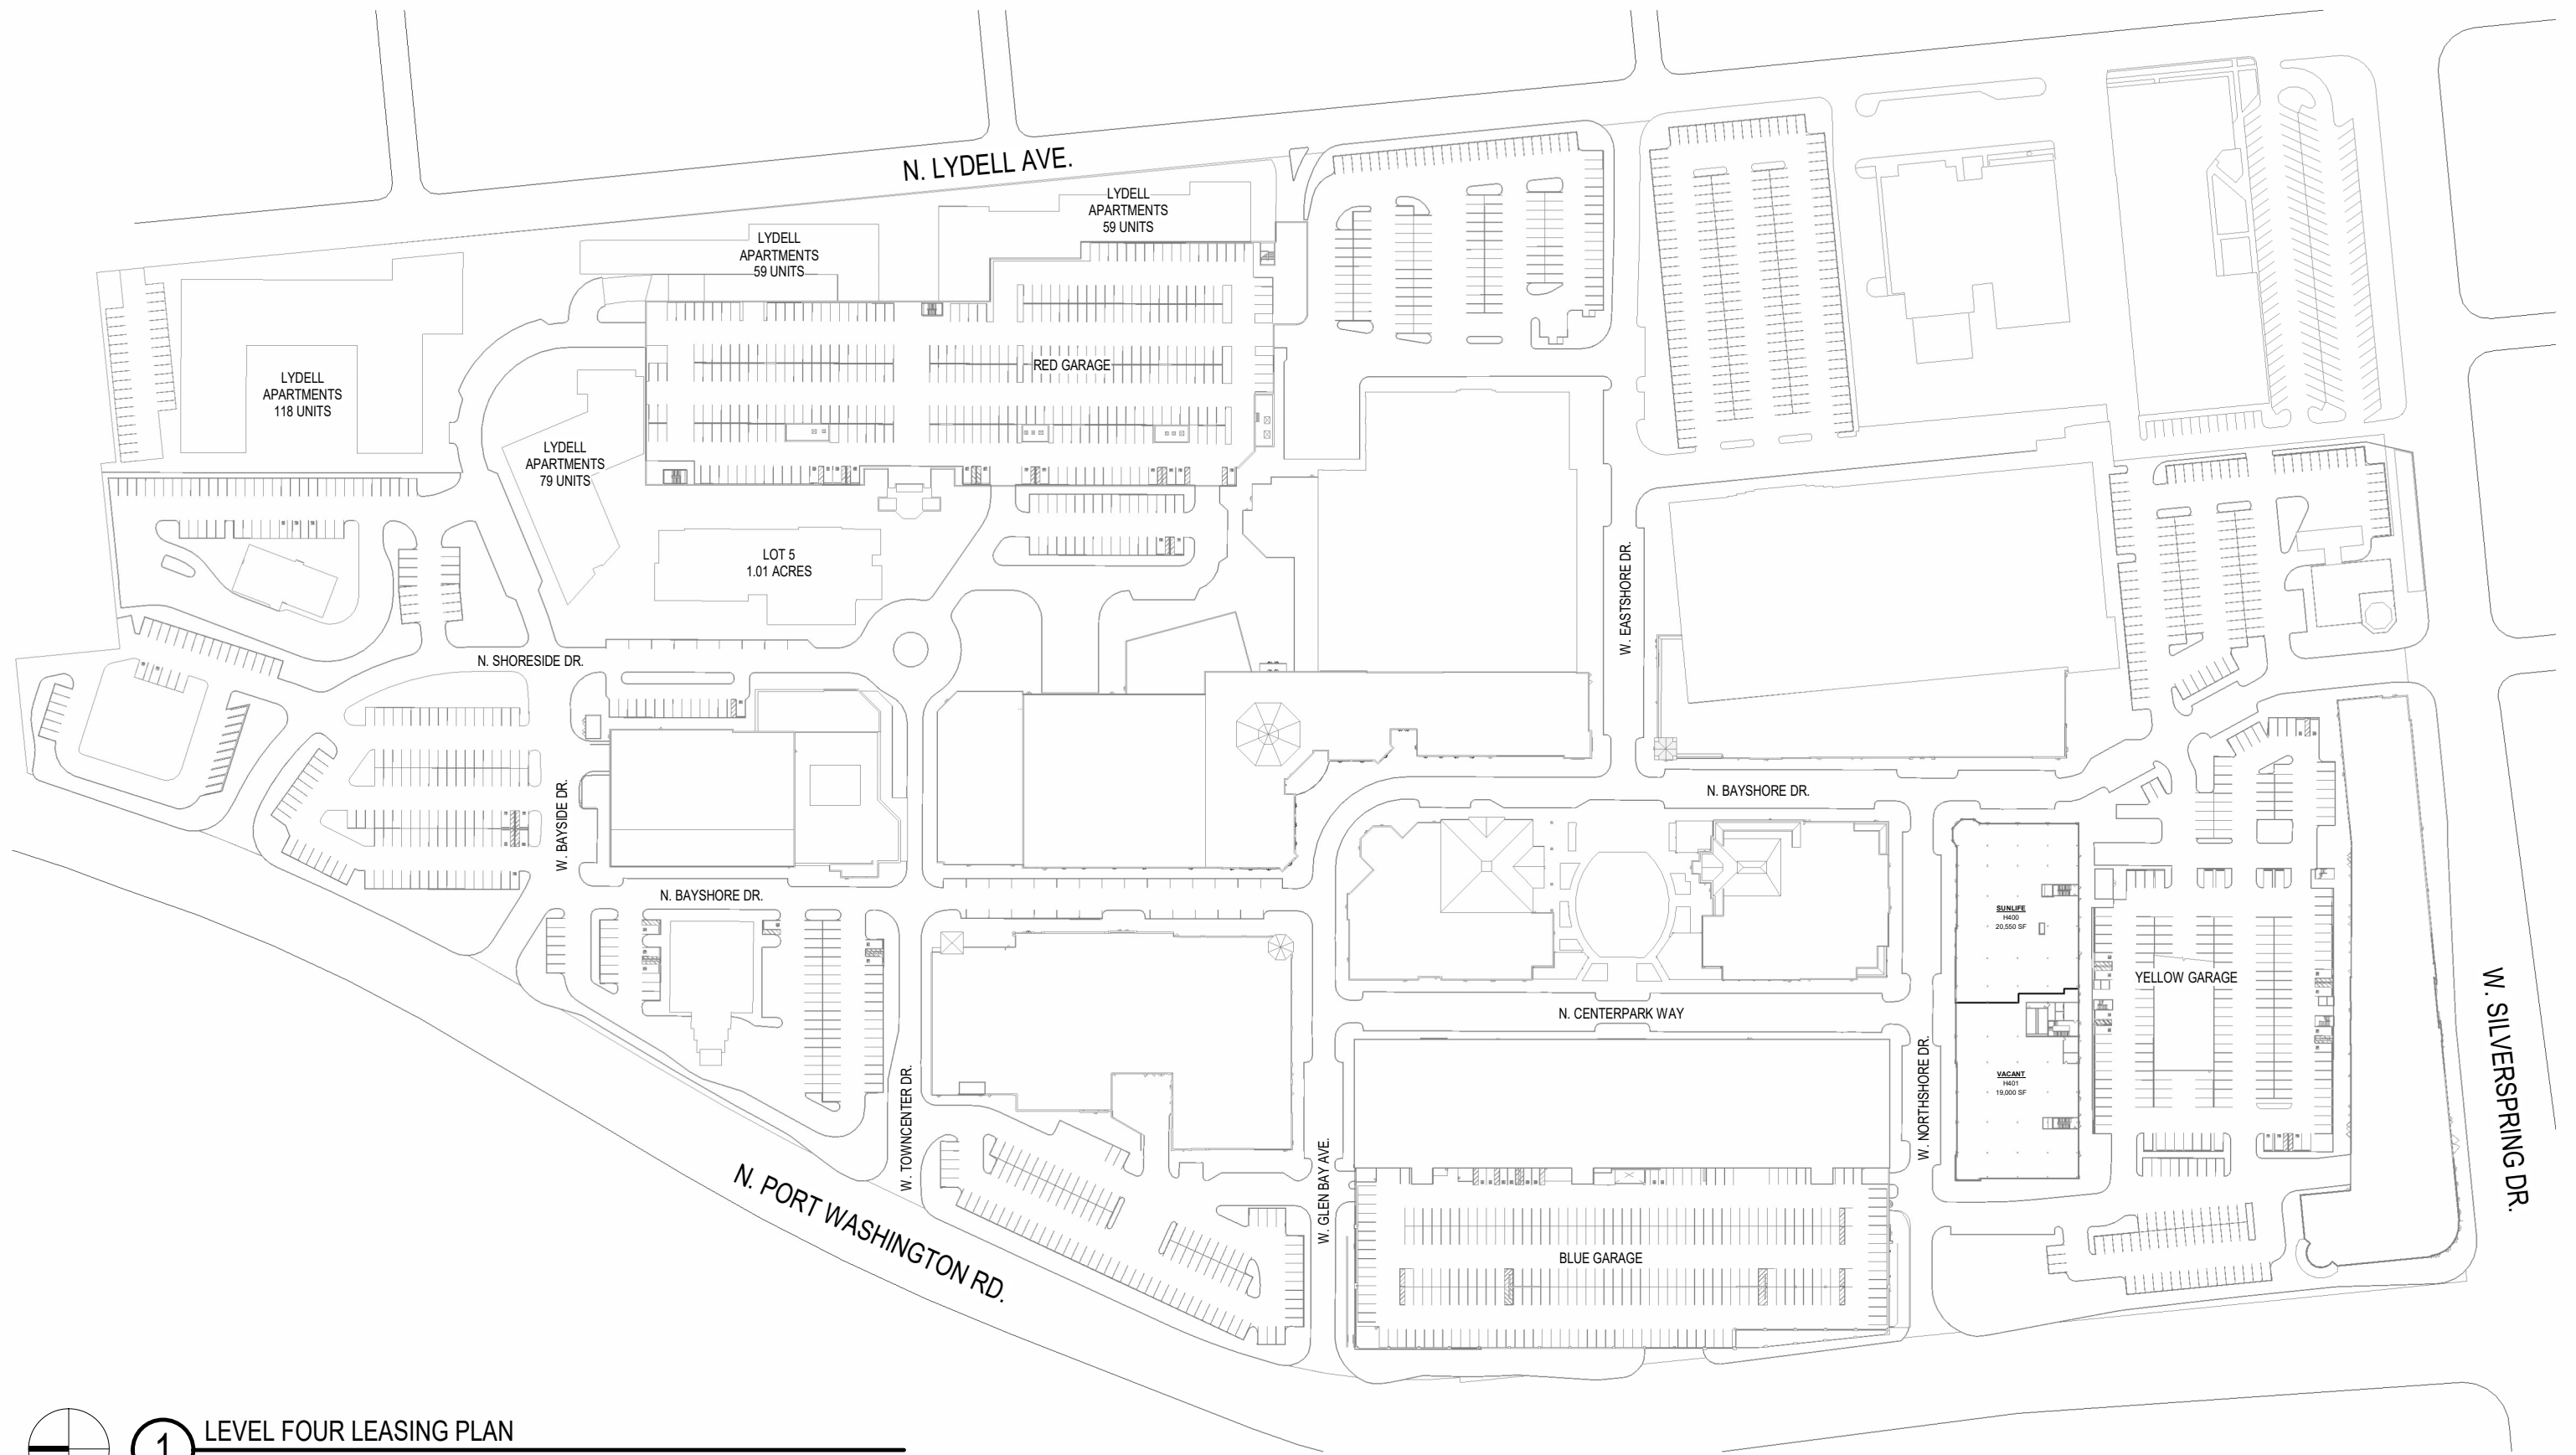 N. LYDELL AVE.
LYDELL
APARTMENTS
59 UNITS
LYDELL
APARTMENTS
59 UNITS
RED GARAGE
LYDELL
APARTMENTS
118 UNITS
LYDELL
APARTMENTS
79 UNITS
LOT 5
1.01 ACRES
W. EASTSHORE DR.
N. SHORESIDE DR.
N. BAYSHORE DR.
W. BAYSIDE DR.
N. BAYSHORE DR.
SUNLIFE
H400
20,550 SF
YELLOW GARAGE
N. CENTERPARK WAY
W. SILVERSPRING DR.
VACANT
H401
19,000 SF
W. NORTHSHORE DR.
W. TOWNCENTER DR.
W. GLEN BAY AVE.
N. PORT WASHINGTON RD.
BLUE GARAGE
1
LEVEL FOUR LEASING PLAN